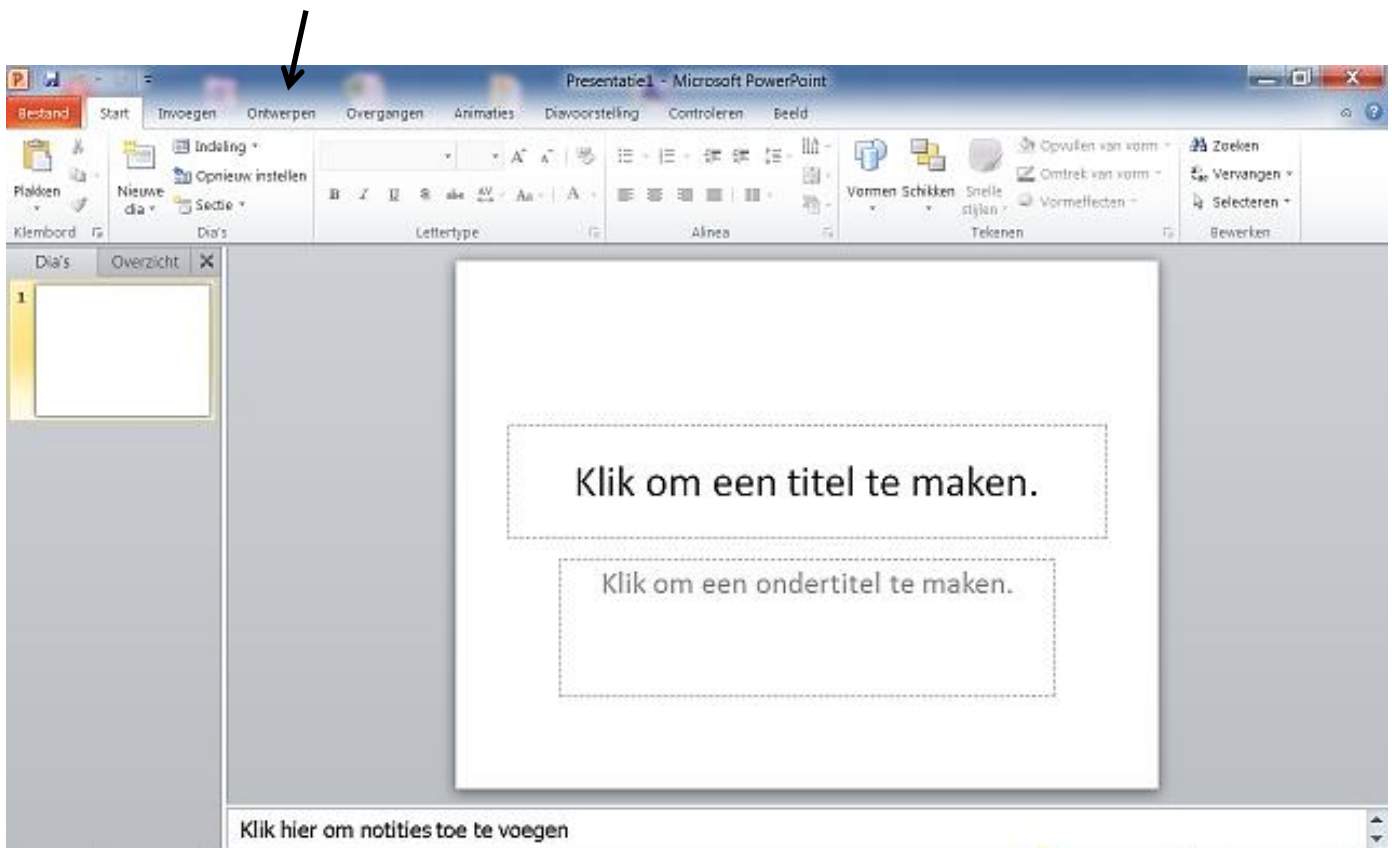 Presentatie1 - Microsoft PowerPoint
Bestand Start Invoegen Ontwerpen Overgangen Animaties Diavoorstelling Controleren Beeld
Plakken
Klembord
Nieuwe dia
Indeling
Opnieuw instellen
Sectie
Dia's
B I U S abc AV Aa A
Lettertype
Alinea
Vormen Schikken Snelle stijlen
Opvullen van vorm
Omtrek van vorm
Vormeffecten
Tekenen
Zoeken
Vervangen
Selecteren
Bewerken
Dia's Overzicht
1
Klik om een titel te maken.
Klik om een ondertitel te maken.
Klik hier om notities toe te voegen